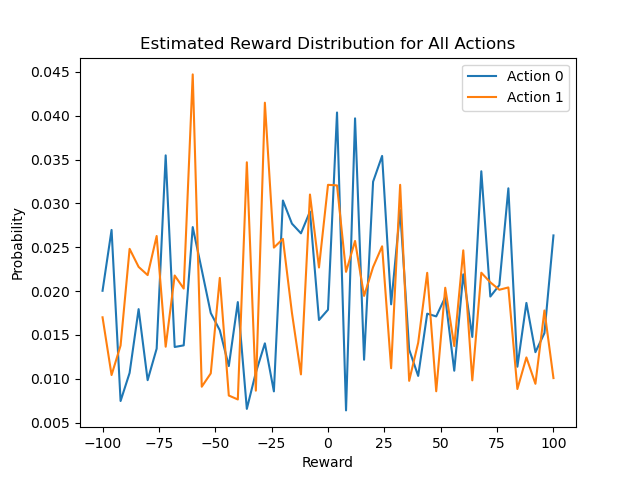 Estimated Reward Distribution for All Actions
Action 0
Action 1
Probability
0.045
0.040
0.035
0.030
0.025
0.020
0.015
0.010
0.005
−100 −75 −50 −25 0 25 50 75 100
Reward